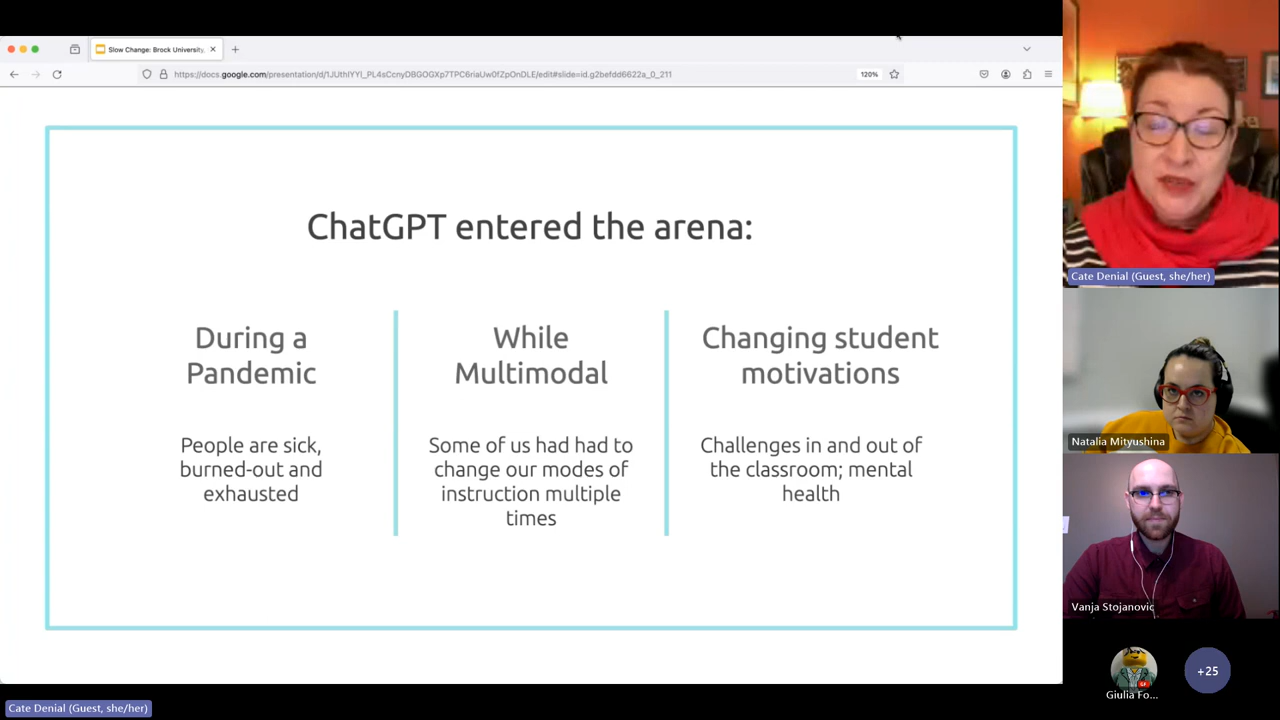 Slow Change: Brock University,
https://docs.google.com/presentation/d/1JUthIYYI_PL4sCcnyDBGOGXp7TPC6riaUw0fZpOnDLE/edit#slide=id.g2befdd6622a_0_211
120%
ChatGPT entered the arena:
During a
Pandemic
People are sick,
burned-out and
exhausted
While
Multimodal
Some of us had had to
change our modes of
instruction multiple
times
Changing student
motivations
Challenges in and out of
the classroom; mental
health
Cate Denial (Guest, she/her)
Natalia Mityushina
Vanja Stojanovic
Giulia Fo...
+25
Cate Denial (Guest, she/her)